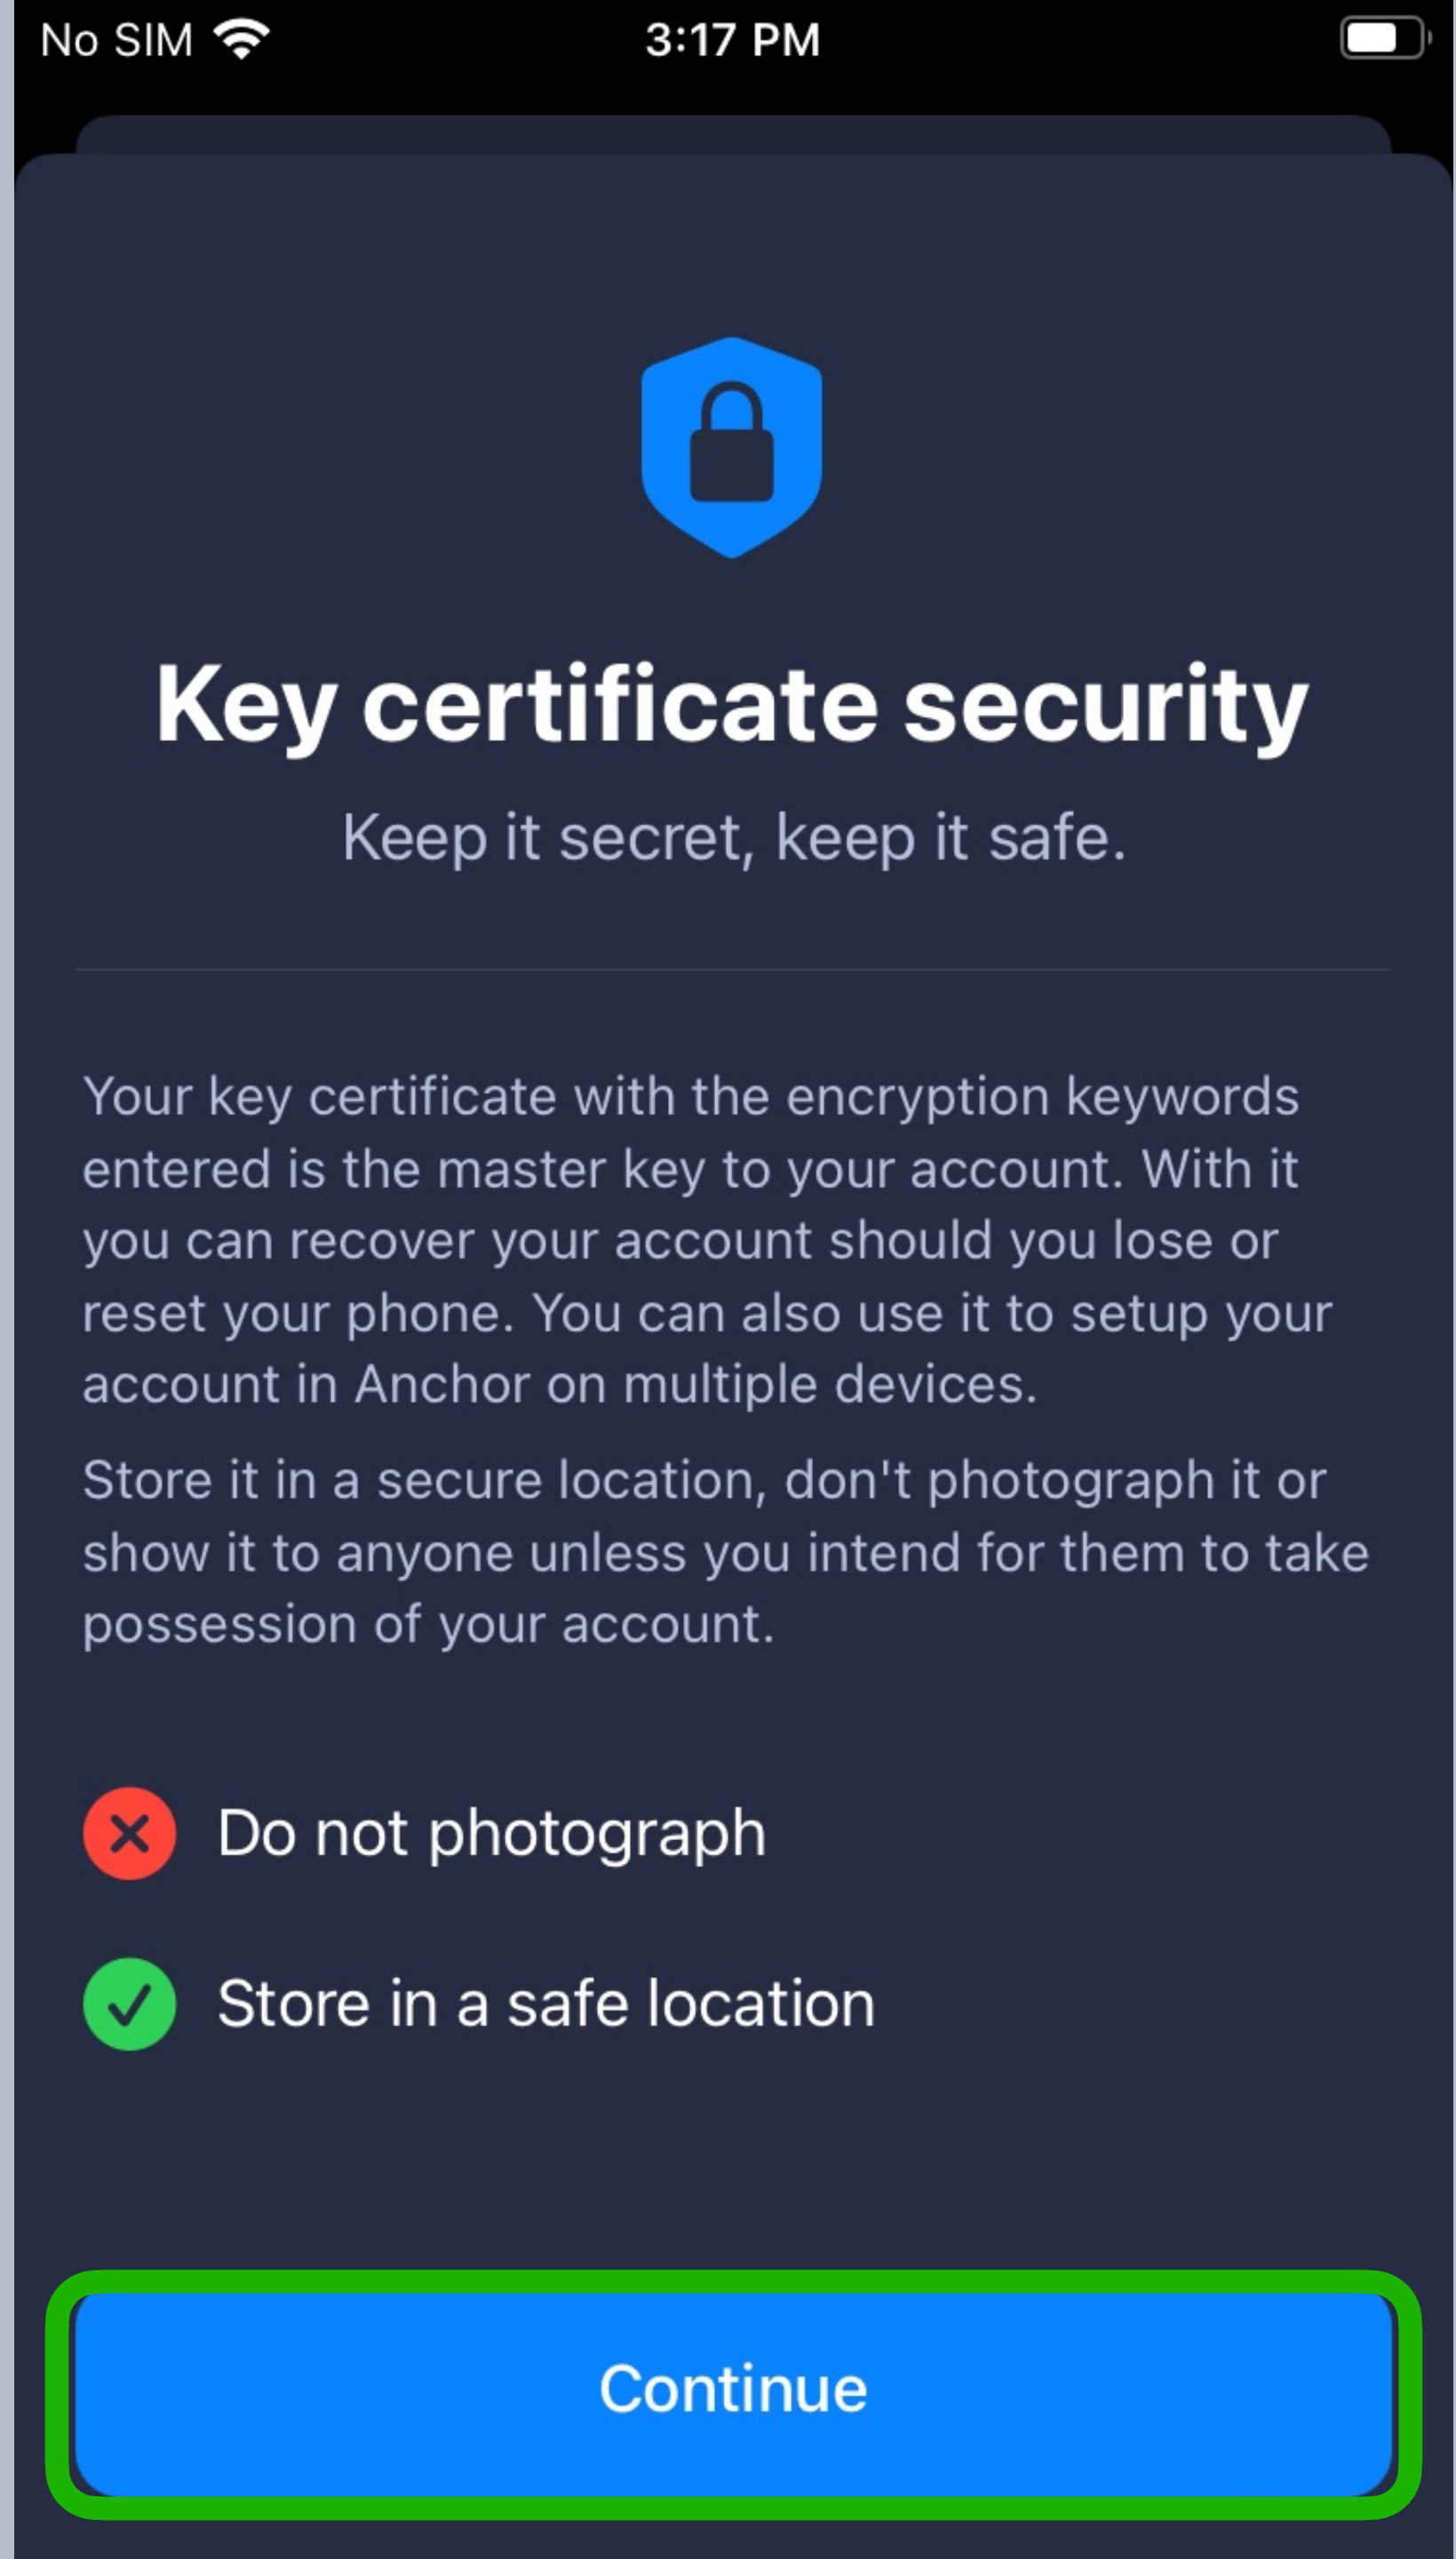 No SIM
3:17 PM
Key certificate security
Keep it secret, keep it safe.
Your key certificate with the encryption keywords
entered is the master key to your account. With it
you can recover your account should you lose or
reset your phone. You can also use it to setup your
account in Anchor on multiple devices.
Store it in a secure location, don't photograph it or
show it to anyone unless you intend for them to take
possession of your account.
Do not photograph
Store in a safe location
Continue